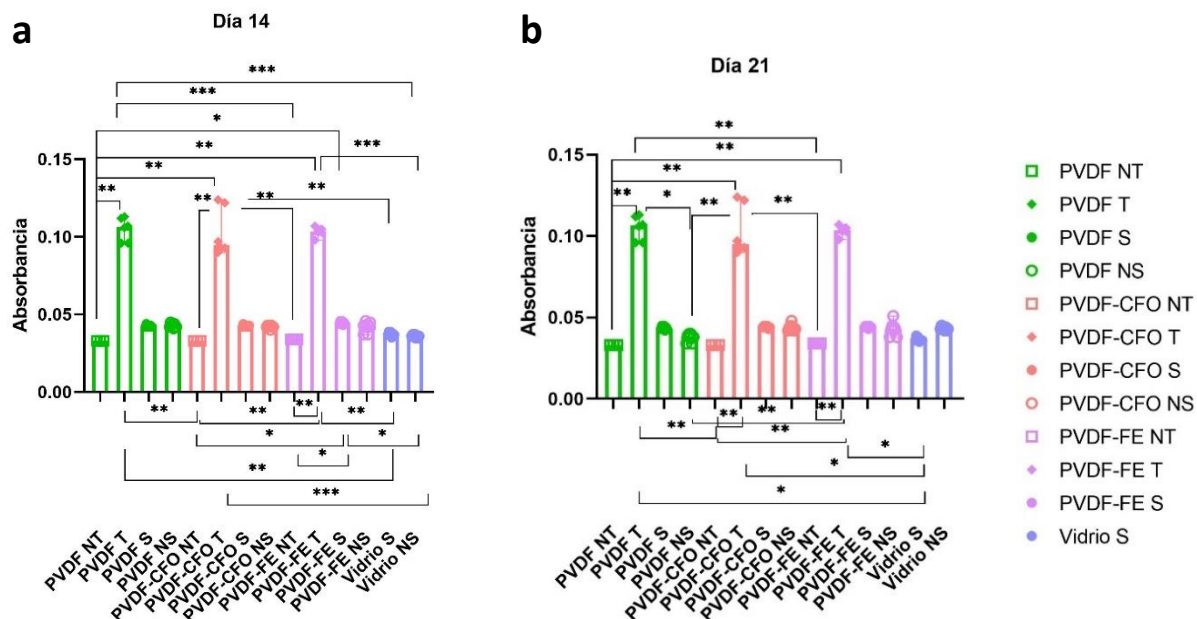 a
Día 14
Absorbancia
0.15
0.10
0.05
0.00
***
***
*
**
***
**
**
**
**
**
**
**
**
**
*
*
*
**
***
PVDF NT
PVDF T
PVDF S
PVDF NS
PVDF-CFO NT
PVDF-CFO T
PVDF-CFO S
PVDF-CFO NS
PVDF-FE NT
PVDF-FE T
PVDF-FE S
PVDF-FE NS
Vidrio S
Vidrio NS
b
Día 21
Absorbancia
0.15
0.10
0.05
0.00
**
**
**
**
*
**
**
**
**
**
**
**
*
*
*
PVDF NT
PVDF T
PVDF S
PVDF NS
PVDF-CFO NT
PVDF-CFO T
PVDF-CFO S
PVDF-CFO NS
PVDF-FE NT
PVDF-FE T
PVDF-FE S
PVDF-FE NS
Vidrio S
Vidrio NS
PVDF NT
PVDF T
PVDF S
PVDF NS
PVDF-CFO NT
PVDF-CFO T
PVDF-CFO S
PVDF-CFO NS
PVDF-FE NT
PVDF-FE T
PVDF-FE S
Vidrio S